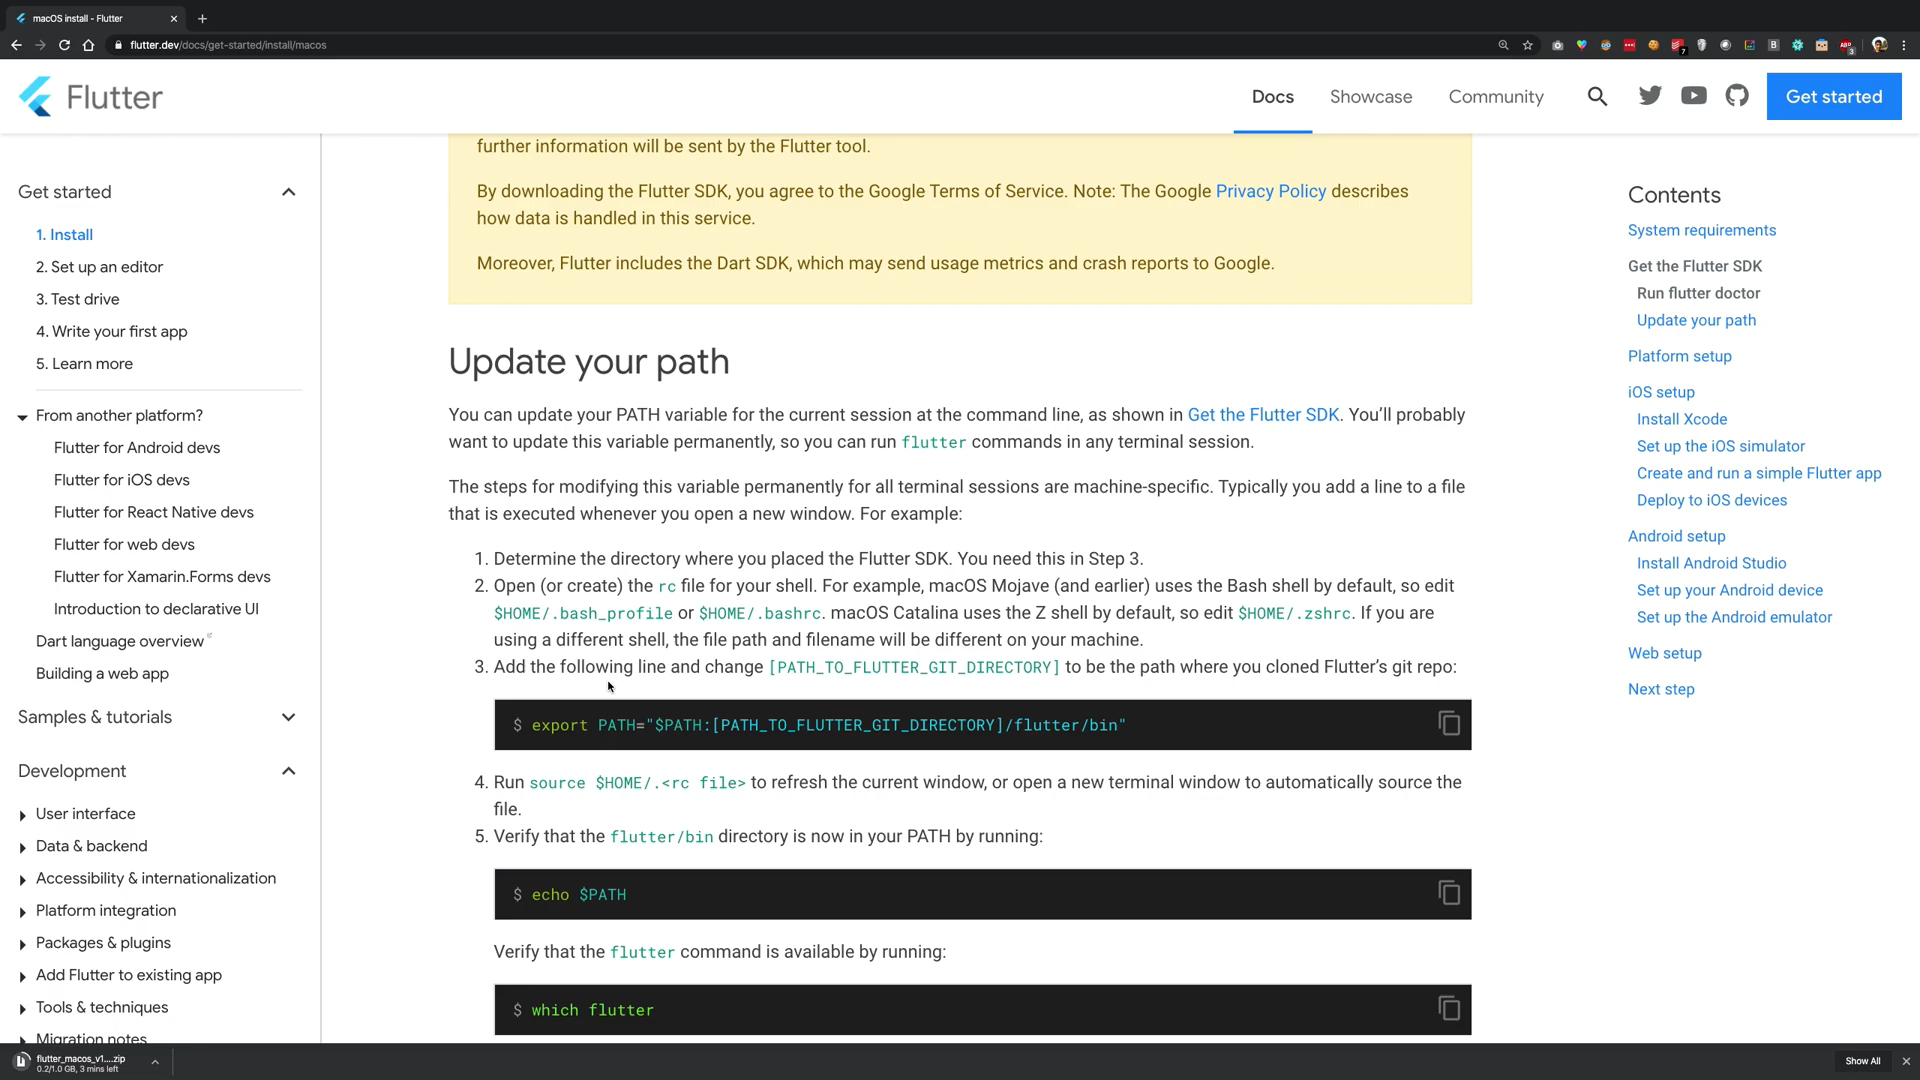 macOS install - Flutter
flutter.dev/docs/get-started/install/macos
7
B
ABP
3
Flutter
Docs
Showcase
Community
Get started
further information will be sent by the Flutter tool.
By downloading the Flutter SDK, you agree to the Google Terms of Service. Note: The Google Privacy Policy describes
how data is handled in this service.
Moreover, Flutter includes the Dart SDK, which may send usage metrics and crash reports to Google.
Get started
1. Install
2. Set up an editor
3. Test drive
4. Write your first app
5. Learn more
From another platform?
Flutter for Android devs
Flutter for iOS devs
Flutter for React Native devs
Flutter for web devs
Flutter for Xamarin.Forms devs
Introduction to declarative UI
Dart language overview
Building a web app
Samples & tutorials
Development
User interface
Data & backend
Accessibility & internationalization
Platform integration
Packages & plugins
Add Flutter to existing app
Tools & techniques
Migration notes
Update your path
You can update your PATH variable for the current session at the command line, as shown in Get the Flutter SDK. You'll probably
want to update this variable permanently, so you can run flutter commands in any terminal session.
The steps for modifying this variable permanently for all terminal sessions are machine-specific. Typically you add a line to a file
that is executed whenever you open a new window. For example:
1. Determine the directory where you placed the Flutter SDK. You need this in Step 3.
2. Open (or create) the rc file for your shell. For example, macOS Mojave (and earlier) uses the Bash shell by default, so edit
$HOME/.bash_profile or $HOME/.bashrc. macOS Catalina uses the Z shell by default, so edit $HOME/.zshrc. If you are
using a different shell, the file path and filename will be different on your machine.
3. Add the following line and change [PATH_TO_FLUTTER_GIT_DIRECTORY] to be the path where you cloned Flutter's git repo:
$ export PATH="$PATH:[PATH_TO_FLUTTER_GIT_DIRECTORY]/flutter/bin"
4. Run source $HOME/.<rc file> to refresh the current window, or open a new terminal window to automatically source the
file.
5. Verify that the flutter/bin directory is now in your PATH by running:
$ echo $PATH
Verify that the flutter command is available by running:
$ which flutter
Contents
System requirements
Get the Flutter SDK
Run flutter doctor
Update your path
Platform setup
iOS setup
Install Xcode
Set up the iOS simulator
Create and run a simple Flutter app
Deploy to iOS devices
Android setup
Install Android Studio
Set up your Android device
Set up the Android emulator
Web setup
Next step
flutter_macos_v1....zip
0.2/1.0 GB, 3 mins left
Show All